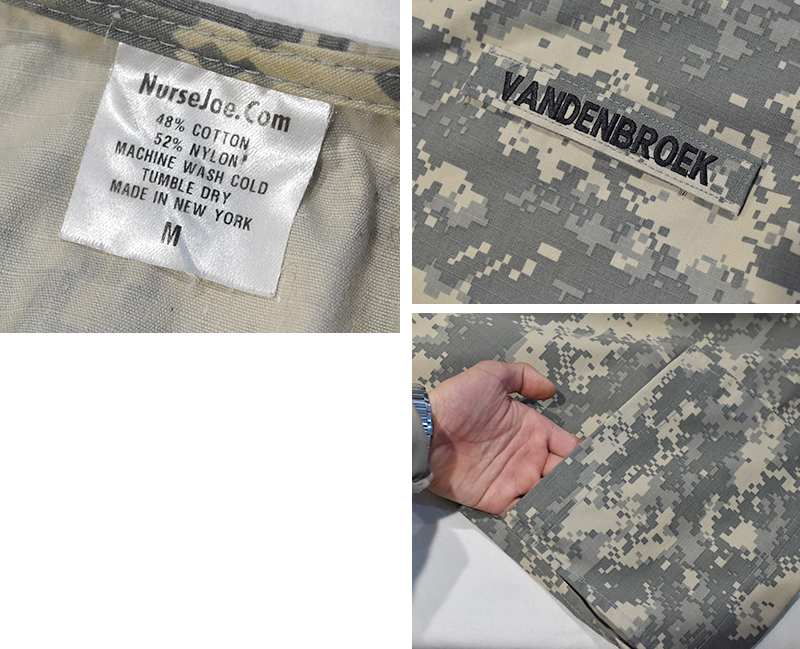 NurseJoe.Com
48% COTTON
52% NYLON
MACHINE WASH COLD
TUMBLE DRY
MADE IN NEW YORK
M
VANDENBROEK